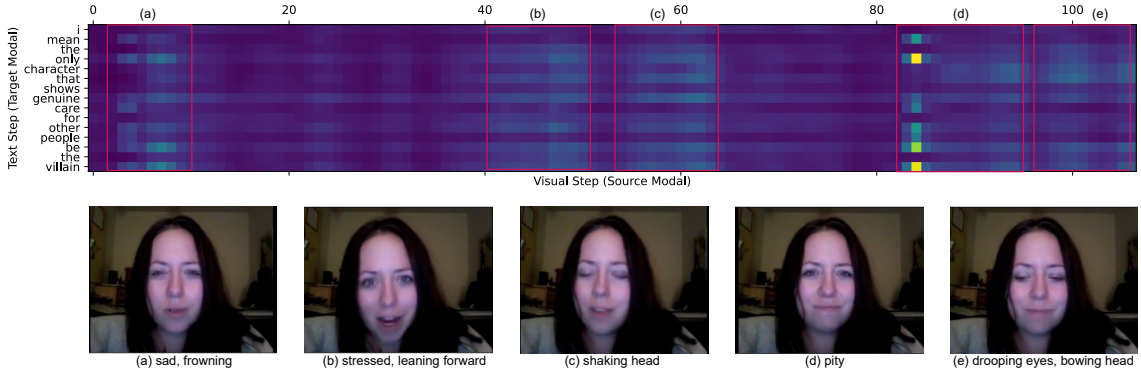 0 20 40 60 80 100
(a) (b) (c) (d) (e)
Text Step (Target Modal)
i
mean
the
only
character
that
shows
genuine
care
for
other
people
be
the
villain
Visual Step (Source Modal)
(a) sad, frowning
(b) stressed, leaning forward
(c) shaking head
(d) pity
(e) drooping eyes, bowing head